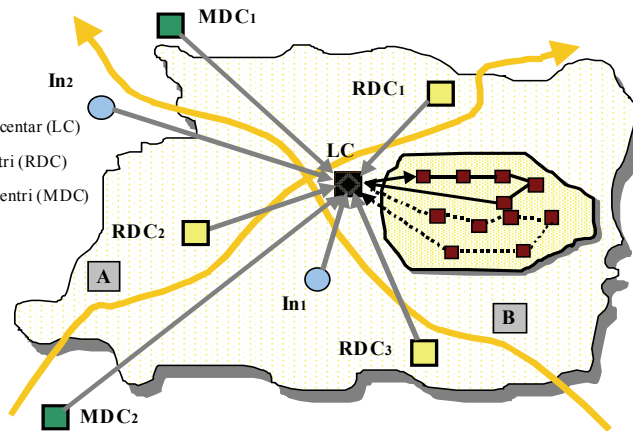 MDC1
In2
RDC1
centar (LC)
LC
tri (RDC)
entri (MDC)
RDC2
A
In1
B
RDC3
MDC2